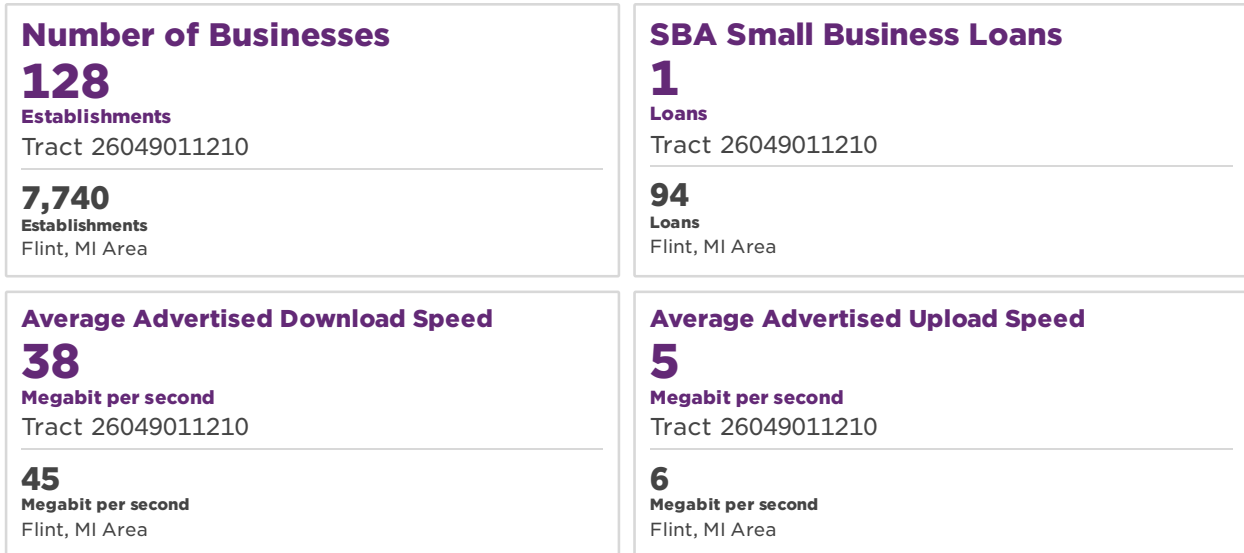 Number of Businesses
128
Establishments
Tract 26049011210
7,740
Establishments
Flint, MI Area
SBA Small Business Loans
1
Loans
Tract 26049011210
94
Loans
Flint, MI Area
Average Advertised Download Speed
38
Megabit per second
Tract 26049011210
45
Megabit per second
Flint, MI Area
Average Advertised Upload Speed
5
Megabit per second
Tract 26049011210
6
Megabit per second
Flint, MI Area